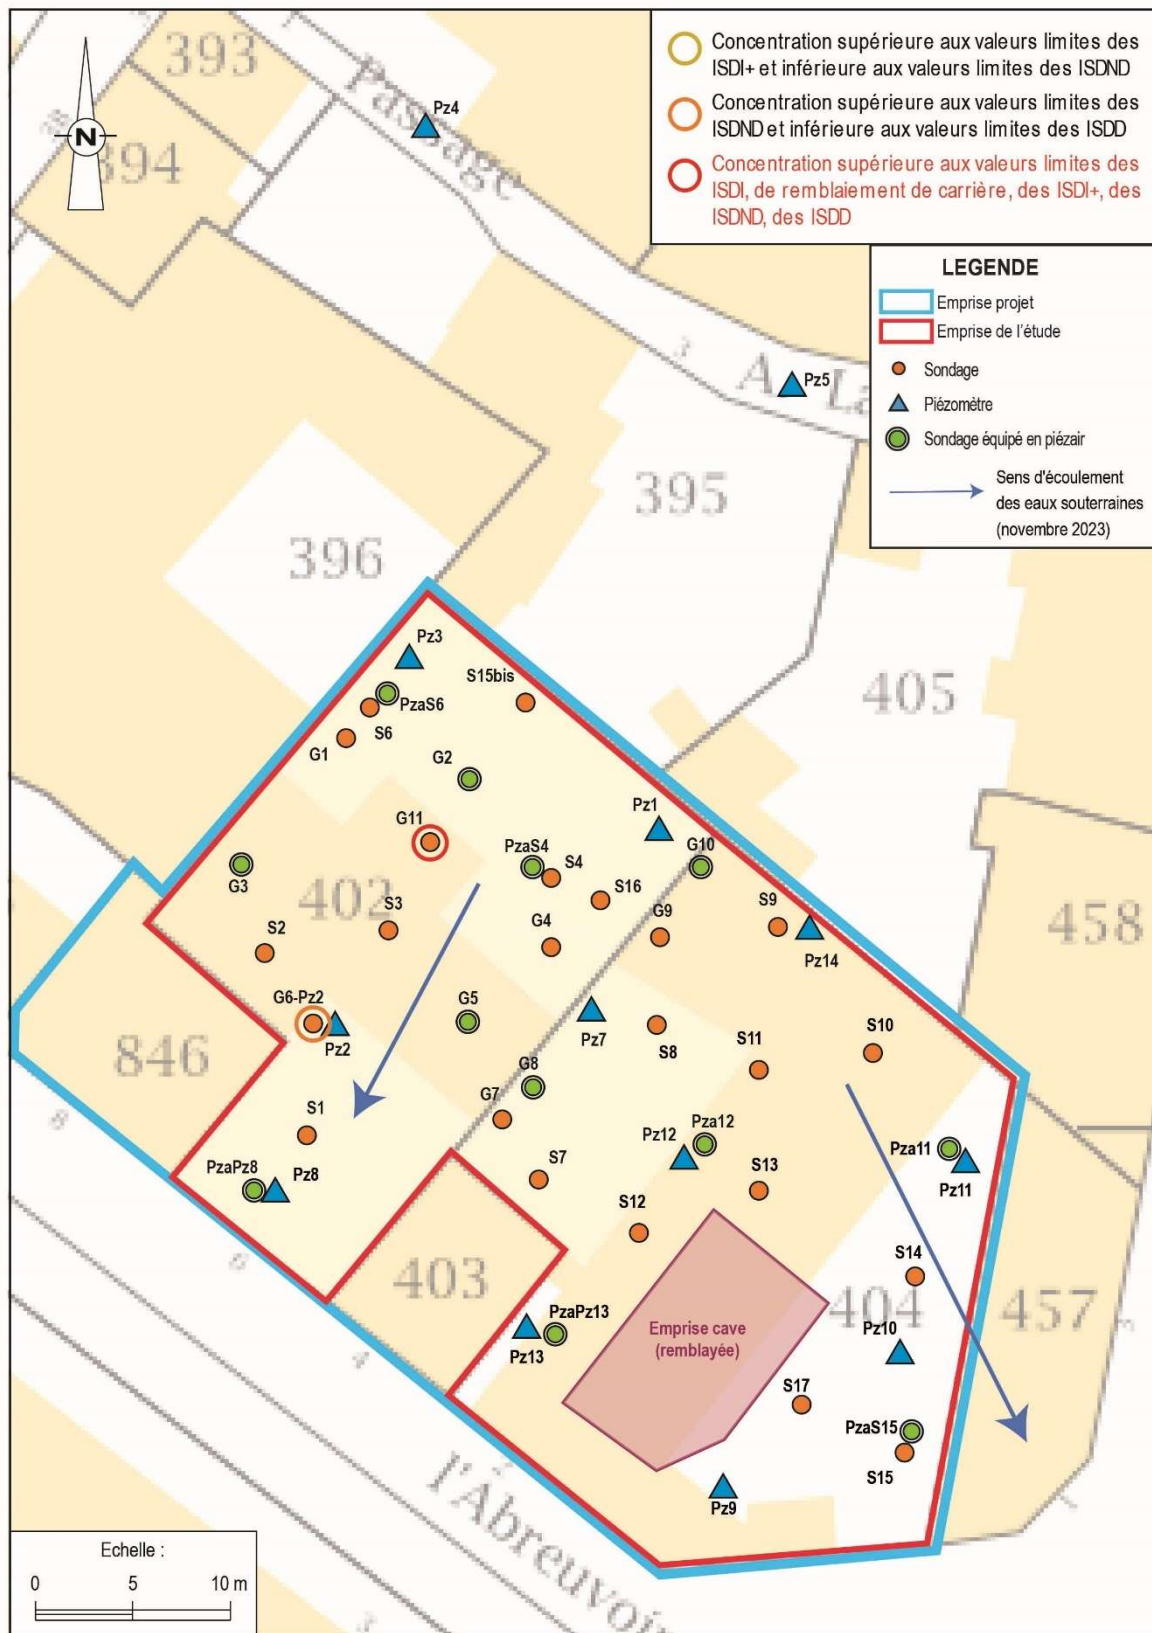 Concentration supérieure aux valeurs limites des
ISDI+ et inférieure aux valeurs limites des ISDND
Concentration supérieure aux valeurs limites des
ISDND et inférieure aux valeurs limites des ISDD
Concentration supérieure aux valeurs limites des
ISDI, de remblaiement de carrière, des ISDI+, des
ISDND, des ISDD
LEGENDE
Emprise projet
Emprise de l'étude
Sondage
Piézomètre
Sondage équipé en piézair
Sens d'écoulement
des eaux souterraines
(novembre 2023)
N
393
394
Passage
Pz4
3
A
La
Pz5
395
396
405
Pz3
S15bis
PzaS6
S6
G1
G2
Pz1
G11
PzaS4
S4
G10
G3
402
S3
S16
S9
458
S2
G4
G9
Pz14
G6-Pz2
Pz2
G5
Pz7
S8
S11
S10
846
G8
8
S1
G7
Pz12
Pza12
Pza11
Pz11
PzaPz8
Pz8
S7
S13
S12
6
403
S14
404
457
PzaPz13
Pz13
Emprise cave
(remblayée)
Pz10
4
S17
PzaS15
S15
2
l'Abreuvoir
Pz9
3
Echelle :
0 5 10 m